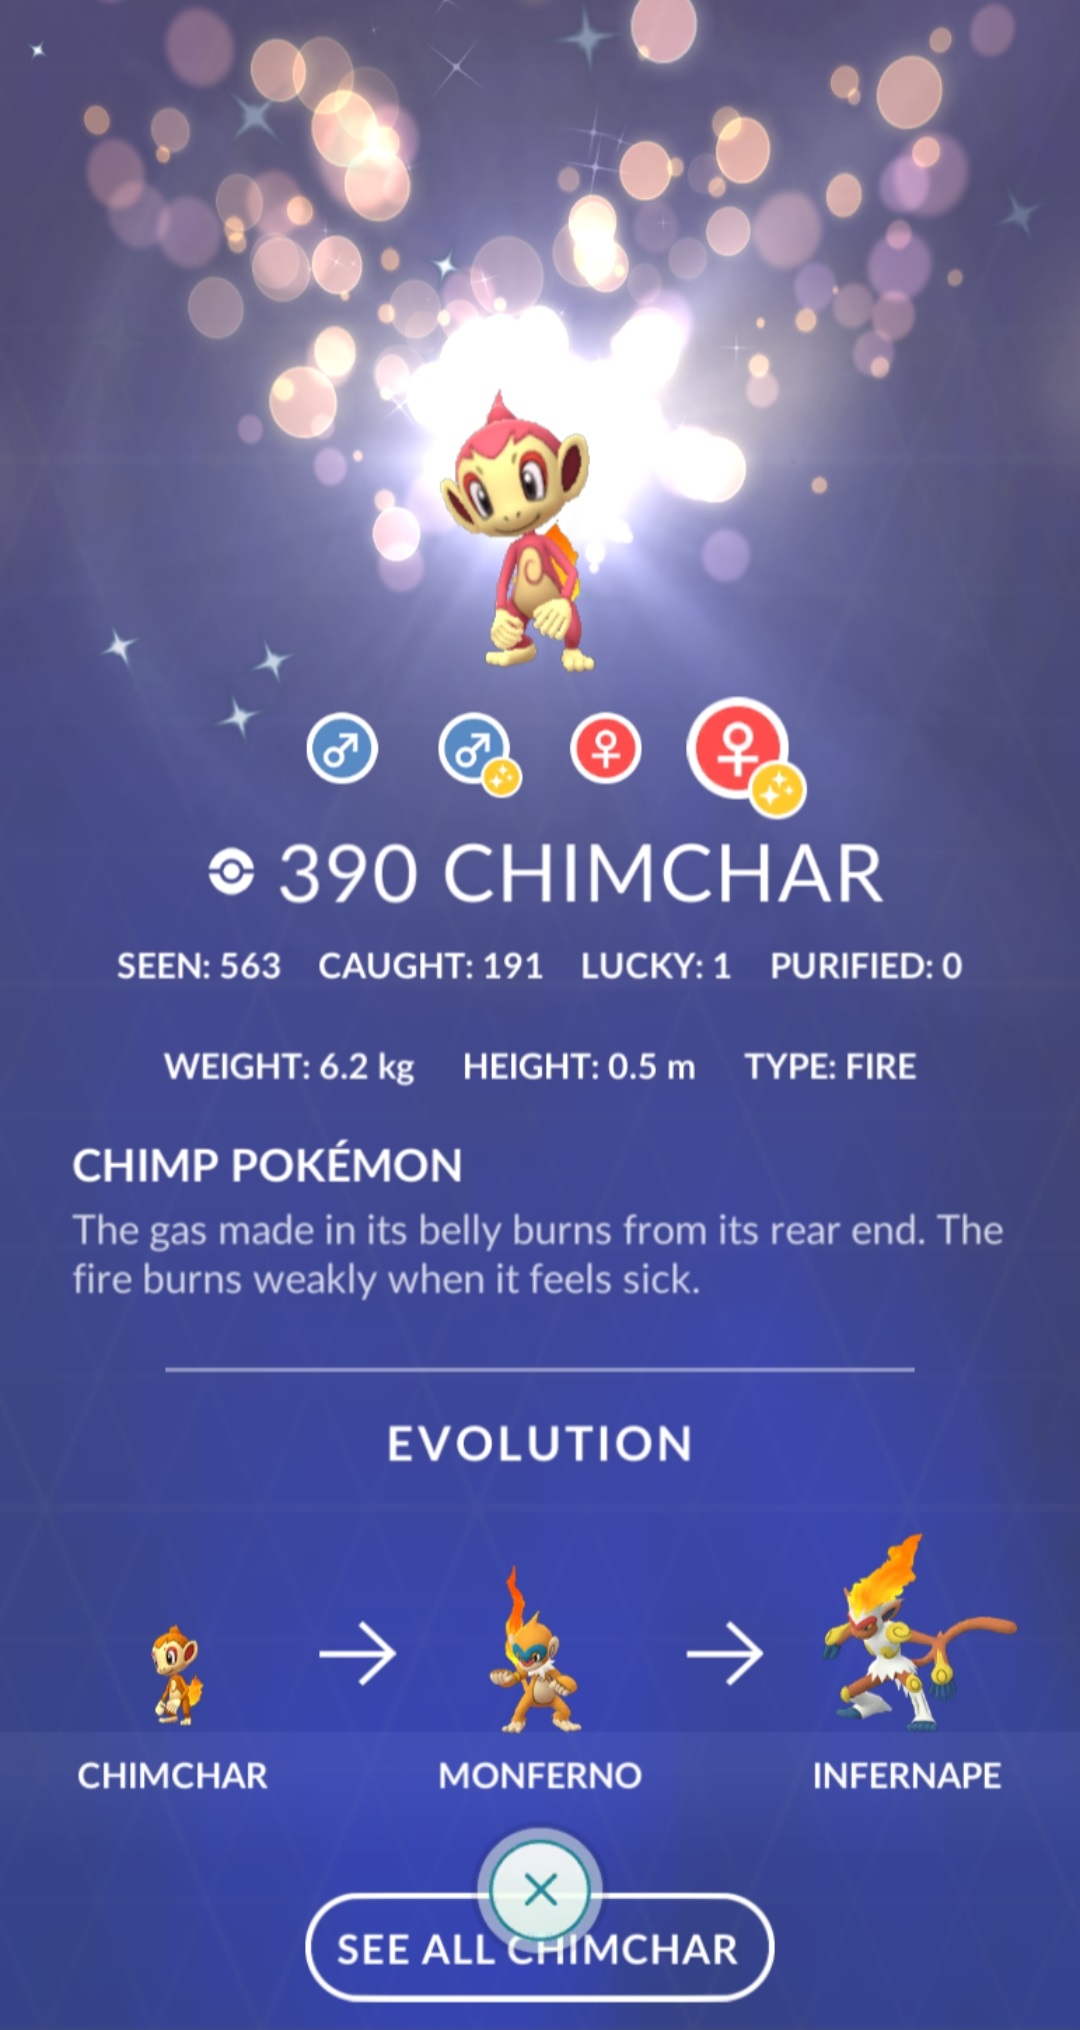 390 CHIMCHAR
SEEN: 563 CAUGHT: 191 LUCKY: 1 PURIFIED: 0
WEIGHT: 6.2 kg HEIGHT: 0.5 m TYPE: FIRE
CHIMP POKÉMON
The gas made in its belly burns from its rear end. The
fire burns weakly when it feels sick.
EVOLUTION
CHIMCHAR MONFERNO INFERNAPE
SEE ALL CHIMCHAR